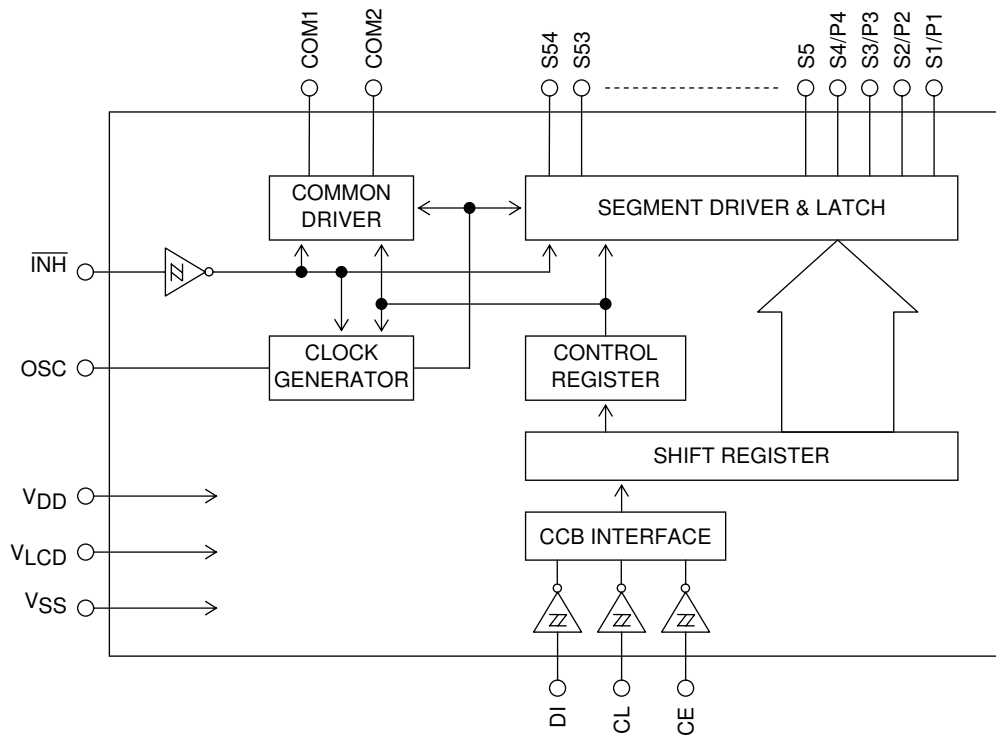 COM1
COM2
S54
S53
S5
S4/P4
S3/P3
S2/P2
S1/P1
COMMON
DRIVER
SEGMENT DRIVER & LATCH
INH
OSC
CLOCK
GENERATOR
CONTROL
REGISTER
SHIFT REGISTER
VDD
CCB INTERFACE
VLCD
VSS
DI
CL
CE